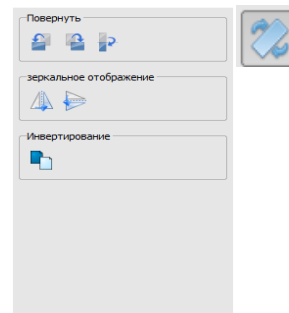 Повернуть
зеркальное отображение
Инвертирование